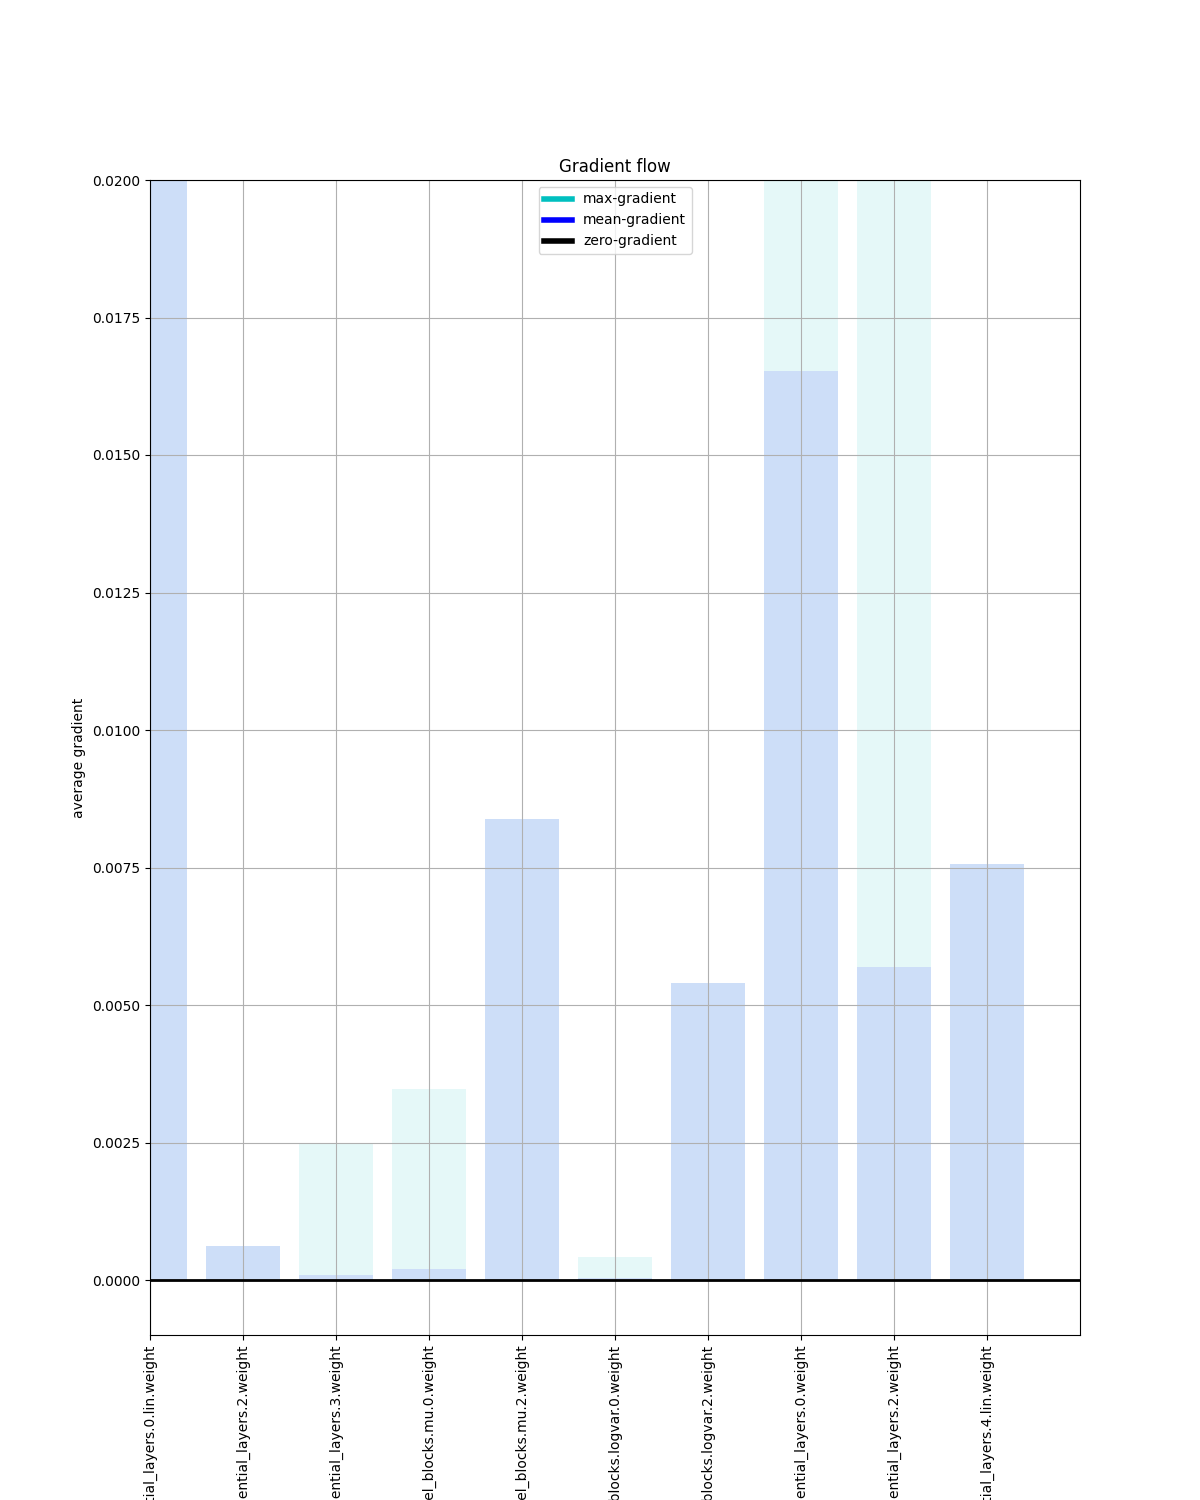 Gradient flow
max-gradient
mean-gradient
zero-gradient
0.0200
0.0175
0.0150
0.0125
0.0100
0.0075
0.0050
0.0025
0.0000
average gradient
tial_layers.0.lin.weight
ential_layers.2.weight
ential_layers.3.weight
el_blocks.mu.0.weight
el_blocks.mu.2.weight
blocks.logvar.0.weight
blocks.logvar.2.weight
ential_layers.0.weight
ential_layers.2.weight
tial_layers.4.lin.weight